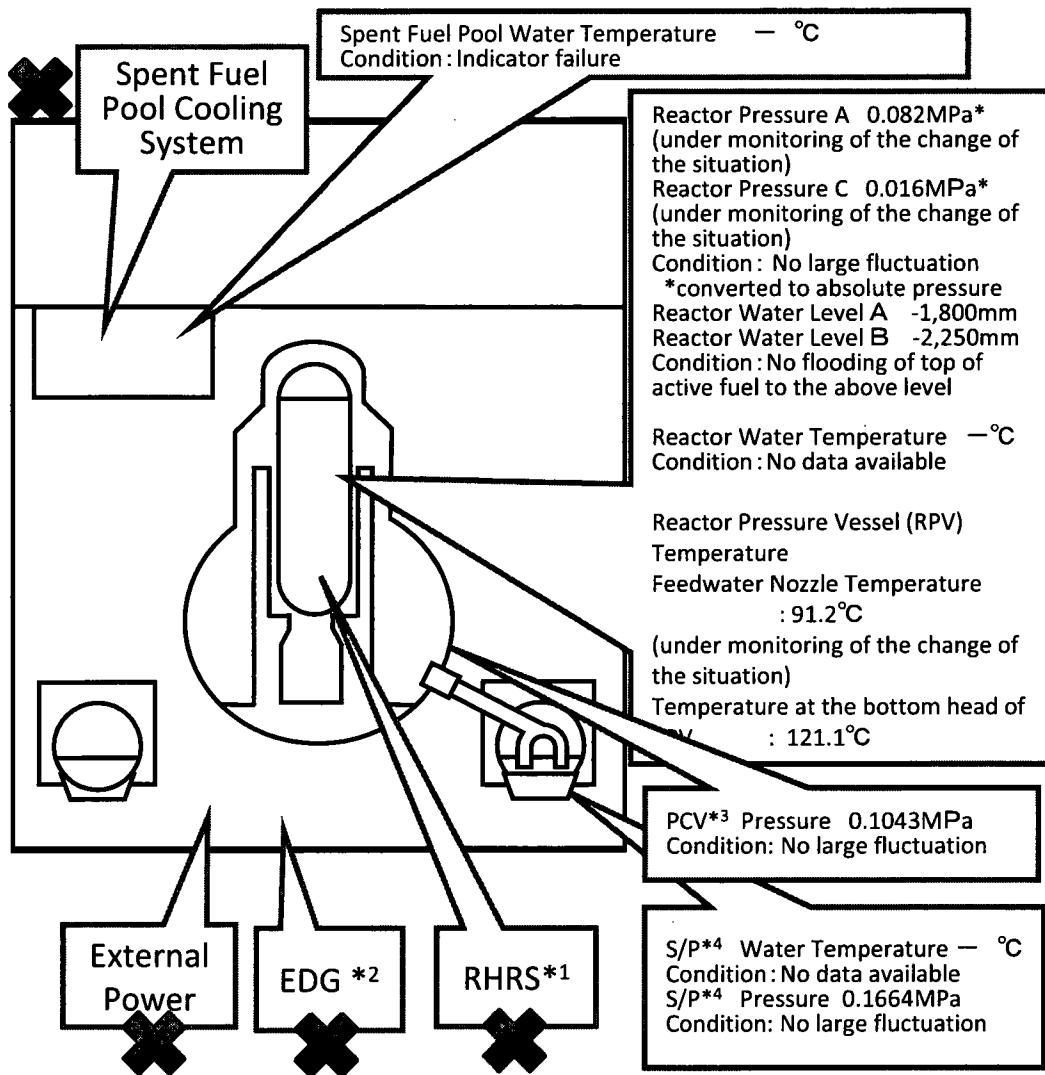 Spent Fuel Pool Water Temperature － ℃
Condition : Indicator failure
Spent Fuel
Pool Cooling
System
Reactor Pressure A 0.082MPa*
(under monitoring of the change of
the situation)
Reactor Pressure C 0.016MPa*
(under monitoring of the change of
the situation)
Condition : No large fluctuation
*converted to absolute pressure
Reactor Water Level A -1,800mm
Reactor Water Level B -2,250mm
Condition : No flooding of top of
active fuel to the above level
Reactor Water Temperature －℃
Condition : No data available
Reactor Pressure Vessel (RPV)
Temperature
Feedwater Nozzle Temperature
: 91.2℃
(under monitoring of the change of
the situation)
Temperature at the bottom head of
: 121.1℃
PCV*3 Pressure 0.1043MPa
Condition: No large fluctuation
S/P*4 Water Temperature － ℃
Condition : No data available
S/P*4 Pressure 0.1664MPa
Condition: No large fluctuation
External
Power
EDG *2
RHRS*1